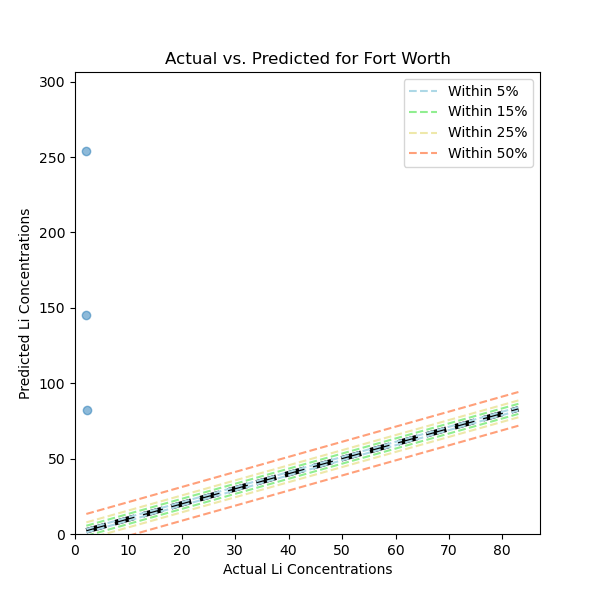 Actual vs. Predicted for Fort Worth
Within 5%
Within 15%
Within 25%
Within 50%
300
250
200
150
100
50
0
Predicted Li Concentrations
0 10 20 30 40 50 60 70 80
Actual Li Concentrations